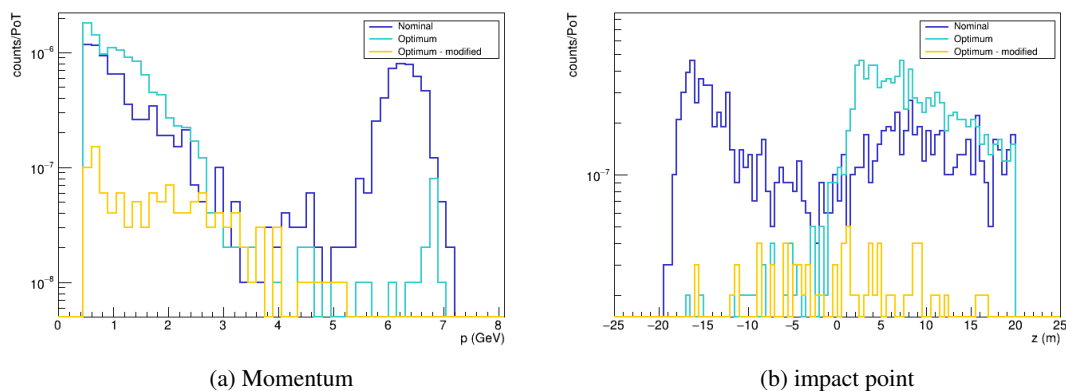 counts/PoT
10⁻⁶
10⁻⁷
10⁻⁸
Nominal
Optimum
Optimum - modified
0 1 2 3 4 5 6 7 8
p (GeV)
(a) Momentum
counts/PoT
10⁻⁷
Nominal
Optimum
Optimum - modified
−25 −20 −15 −10 −5 0 5 10 15 20 25
z (m)
(b) impact point